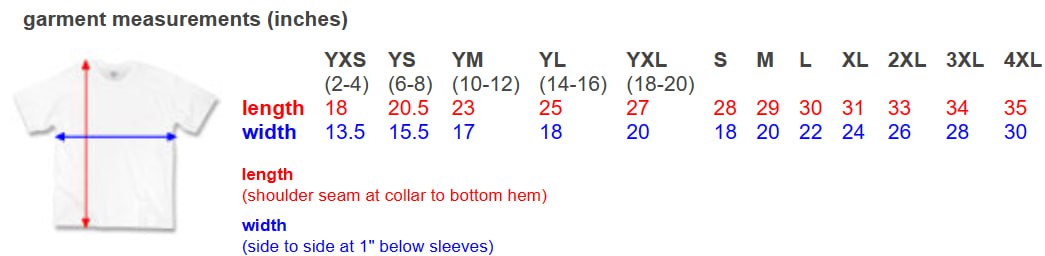 garment measurements (inches)
YXS YS YM YL YXL S M L XL 2XL 3XL 4XL
(2-4) (6-8) (10-12) (14-16) (18-20)
length 18 20.5 23 25 27 28 29 30 31 33 34 35
width 13.5 15.5 17 18 20 18 20 22 24 26 28 30
length
(shoulder seam at collar to bottom hem)
width
(side to side at 1" below sleeves)